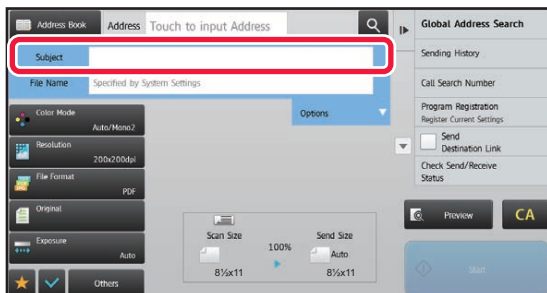 Address Book
Address
Touch to input Address
Subject
File Name
Specified by System Settings
Color Mode
Auto/Mono2
Resolution
200x200dpi
File Format
PDF
Original
Exposure
Auto
Others
Options
Scan Size
8½x11
100%
Send Size
Auto
8½x11
Global Address Search
Sending History
Call Search Number
Program Registration
Register Current Settings
Send
Destination Link
Check Send/Receive
Status
Preview
CA
Start